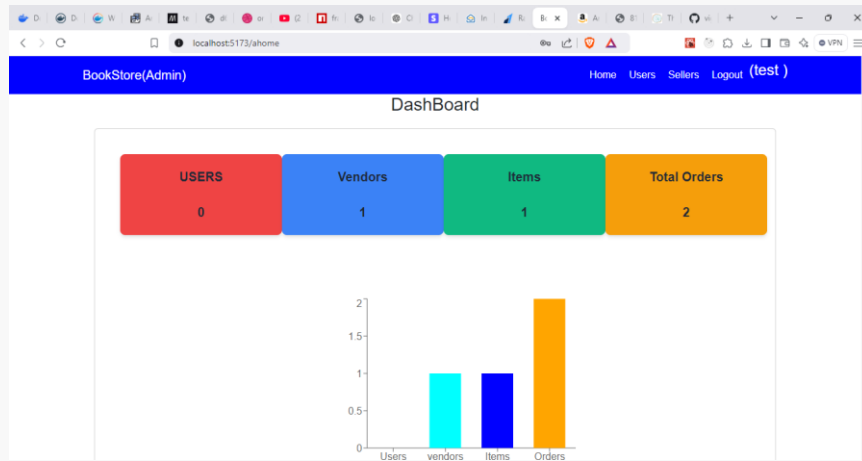 localhost:5173/ahome
VPN
BookStore(Admin)
Home Users Sellers Logout (test )
DashBoard
USERS Vendors Items Total Orders
0 1 1 2
2
1.5
1
0.5
0
Users vendors Items Orders